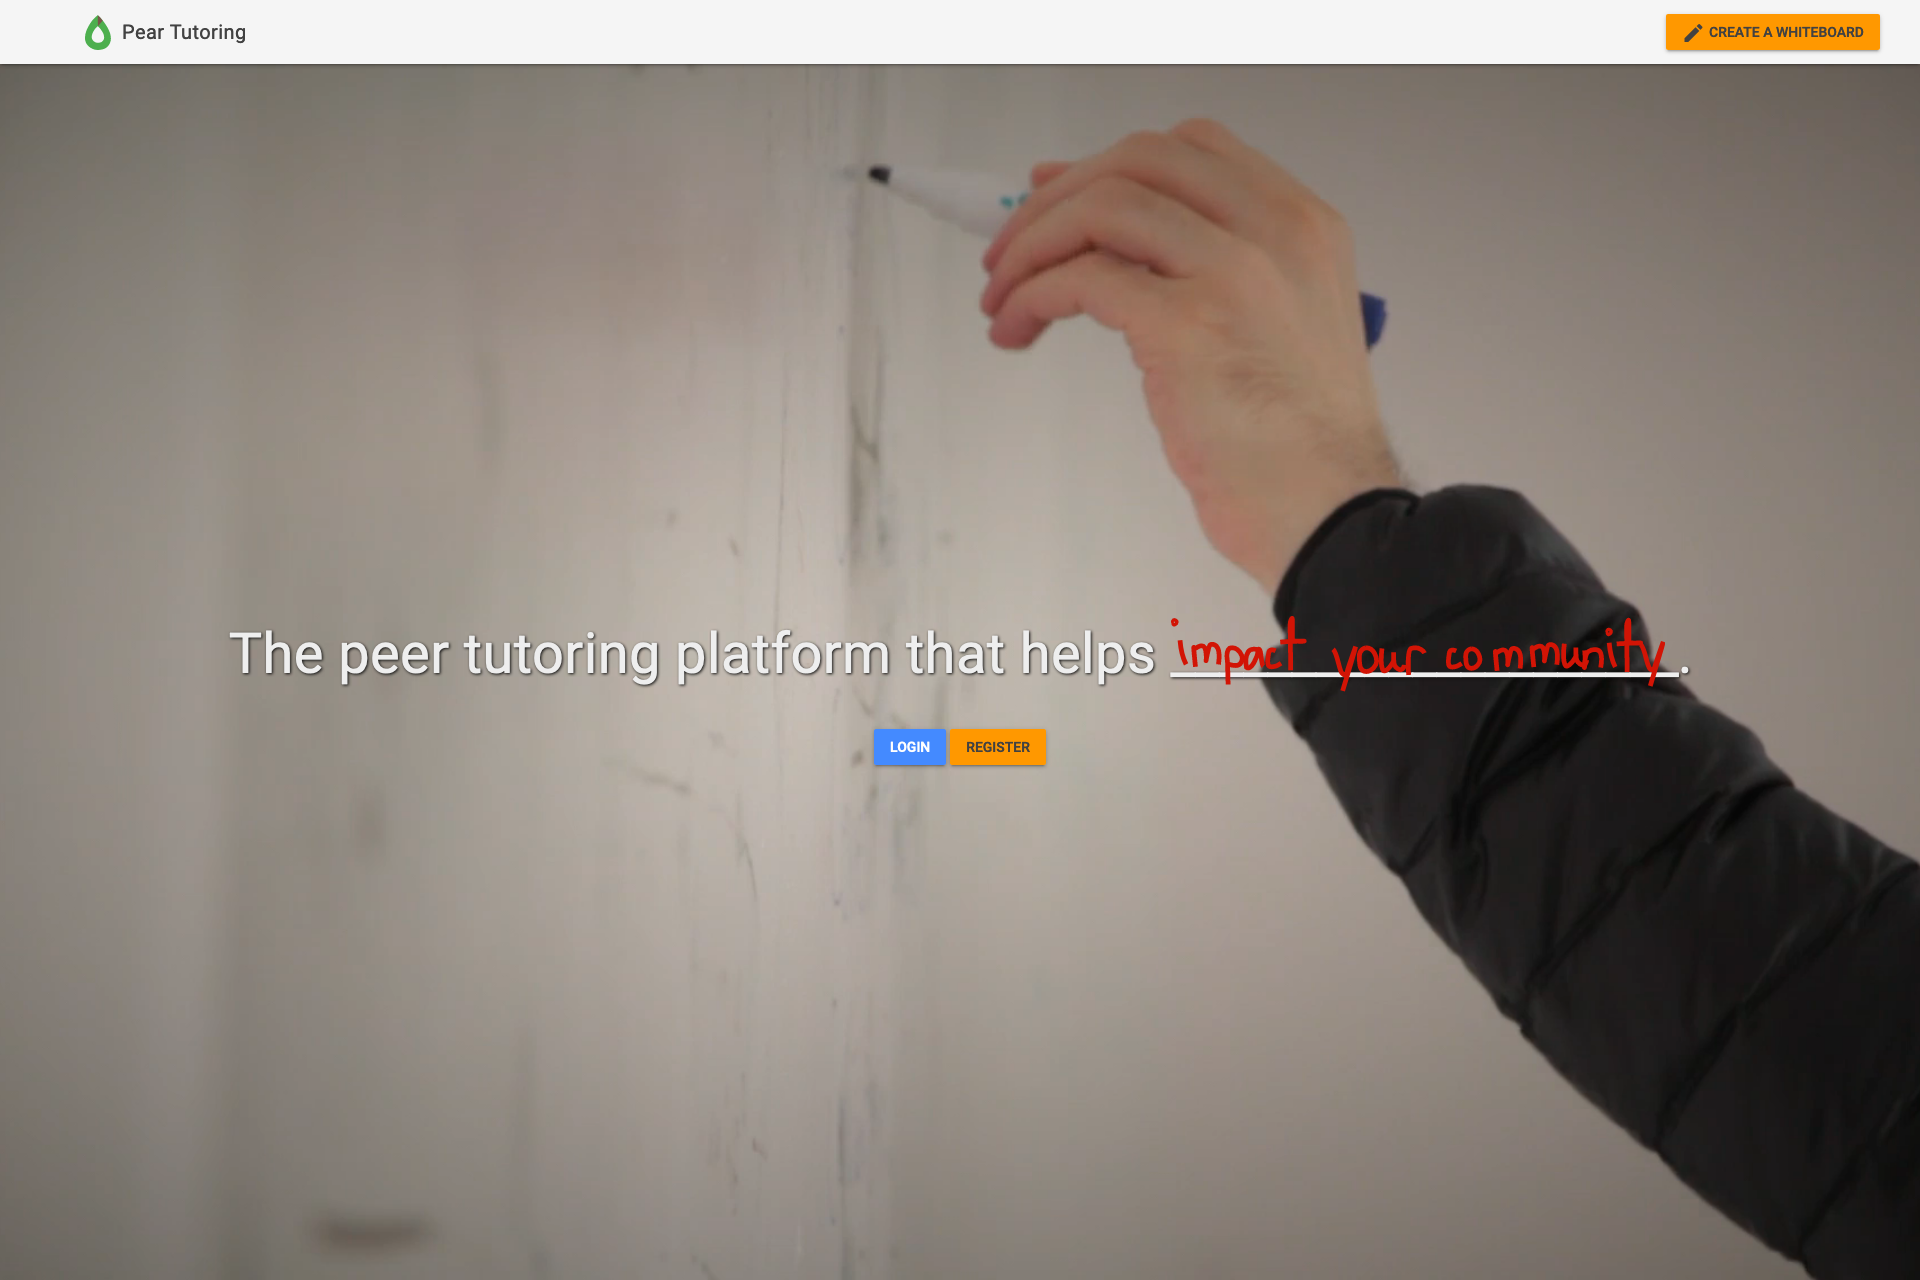 Pear Tutoring
CREATE A WHITEBOARD
The peer tutoring platform that helps impact your community.
LOGIN REGISTER